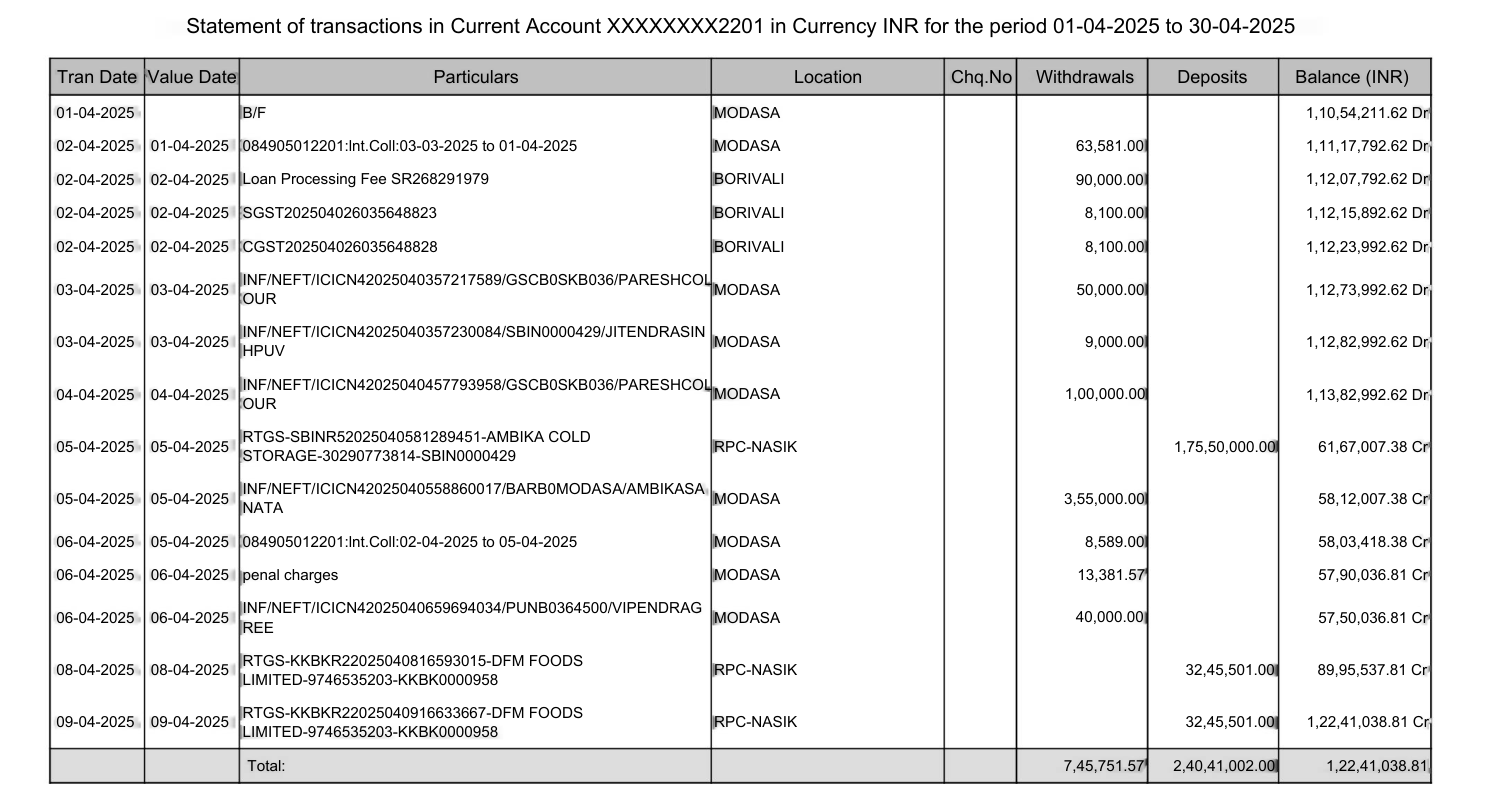 Statement of transactions in Current Account XXXXXXXX2201 in Currency INR for the period 01-04-2025 to 30-04-2025
Tran Date Value Date Particulars Location Chq.No Withdrawals Deposits Balance (INR)
01-04-2025 B/F MODASA 1,10,54,211.62 Dr
02-04-2025 01-04-2025 084905012201:Int.Coll:03-03-2025 to 01-04-2025 MODASA 63,581.00 1,11,17,792.62 Dr
02-04-2025 02-04-2025 Loan Processing Fee SR268291979 BORIVALI 90,000.00 1,12,07,792.62 Dr
02-04-2025 02-04-2025 SGST202504026035648823 BORIVALI 8,100.00 1,12,15,892.62 Dr
02-04-2025 02-04-2025 CGST202504026035648828 BORIVALI 8,100.00 1,12,23,992.62 Dr
INF/NEFT/ICICN42025040357217589/GSCB0SKB036/PARESHCOL
03-04-2025 03-04-2025 OUR MODASA 50,000.00 1,12,73,992.62 Dr
INF/NEFT/ICICN42025040357230084/SBIN0000429/JITENDRASIN
03-04-2025 03-04-2025 HPUV MODASA 9,000.00 1,12,82,992.62 Dr
INF/NEFT/ICICN42025040457793958/GSCB0SKB036/PARESHCOL
04-04-2025 04-04-2025 OUR MODASA 1,00,000.00 1,13,82,992.62 Dr
RTGS-SBINR52025040581289451-AMBIKA COLD
05-04-2025 05-04-2025 STORAGE-30290773814-SBIN0000429 RPC-NASIK 1,75,50,000.00 61,67,007.38 Cr
INF/NEFT/ICICN42025040558860017/BARB0MODASA/AMBIKASA
05-04-2025 05-04-2025 NATA MODASA 3,55,000.00 58,12,007.38 Cr
06-04-2025 05-04-2025 084905012201:Int.Coll:02-04-2025 to 05-04-2025 MODASA 8,589.00 58,03,418.38 Cr
06-04-2025 06-04-2025 penal charges MODASA 13,381.57 57,90,036.81 Cr
INF/NEFT/ICICN42025040659694034/PUNB0364500/VIPENDRAG
06-04-2025 06-04-2025 REE MODASA 40,000.00 57,50,036.81 Cr
RTGS-KKBKR22025040816593015-DFM FOODS
08-04-2025 08-04-2025 LIMITED-9746535203-KKBK0000958 RPC-NASIK 32,45,501.00 89,95,537.81 Cr
RTGS-KKBKR22025040916633667-DFM FOODS
09-04-2025 09-04-2025 LIMITED-9746535203-KKBK0000958 RPC-NASIK 32,45,501.00 1,22,41,038.81 Cr
Total: 7,45,751.57 2,40,41,002.00 1,22,41,038.81